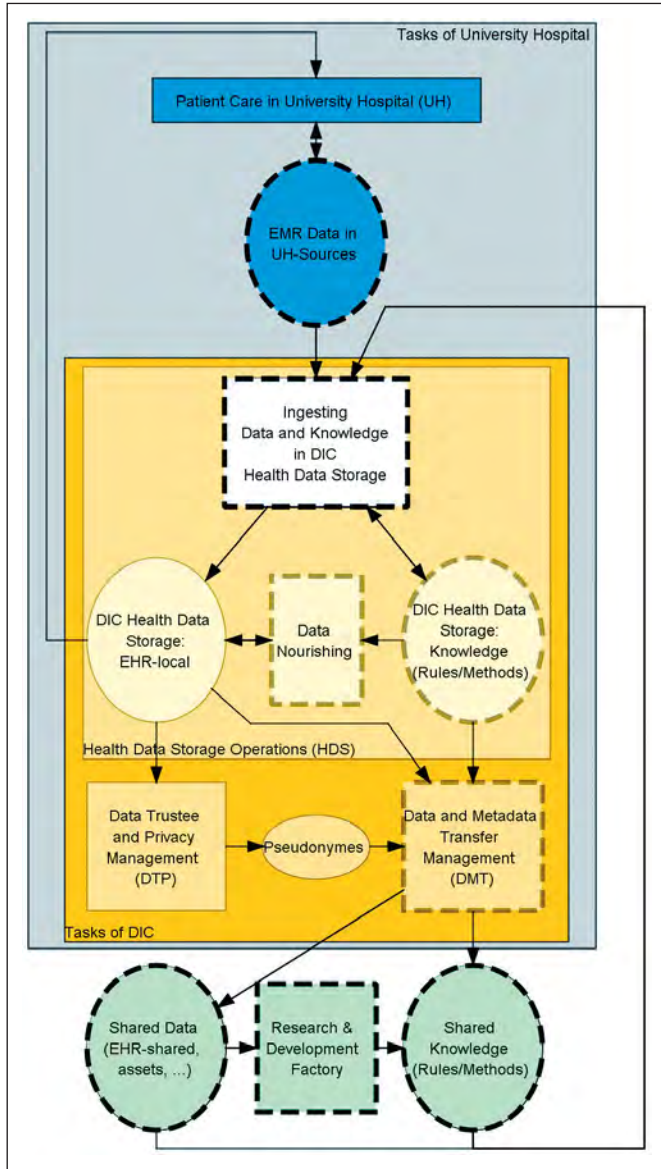 Tasks of University Hospital
Patient Care in University Hospital (UH)
EMR Data in
UH-Sources
Ingesting
Data and Knowledge
in DIC
Health Data Storage
DIC Health Data
Storage:
EHR-local
Data
Nourishing
DIC Health Data
Storage:
Knowledge
(Rules/Methods)
Health Data Storage Operations (HDS)
Data Trustee
and Privacy
Management
(DTP)
Pseudonymes
Data and Metadata
Transfer
Management
(DMT)
Tasks of DIC
Shared Data
(EHR-shared,
assets, ...)
Research &
Development
Factory
Shared
Knowledge
(Rules/Methods)